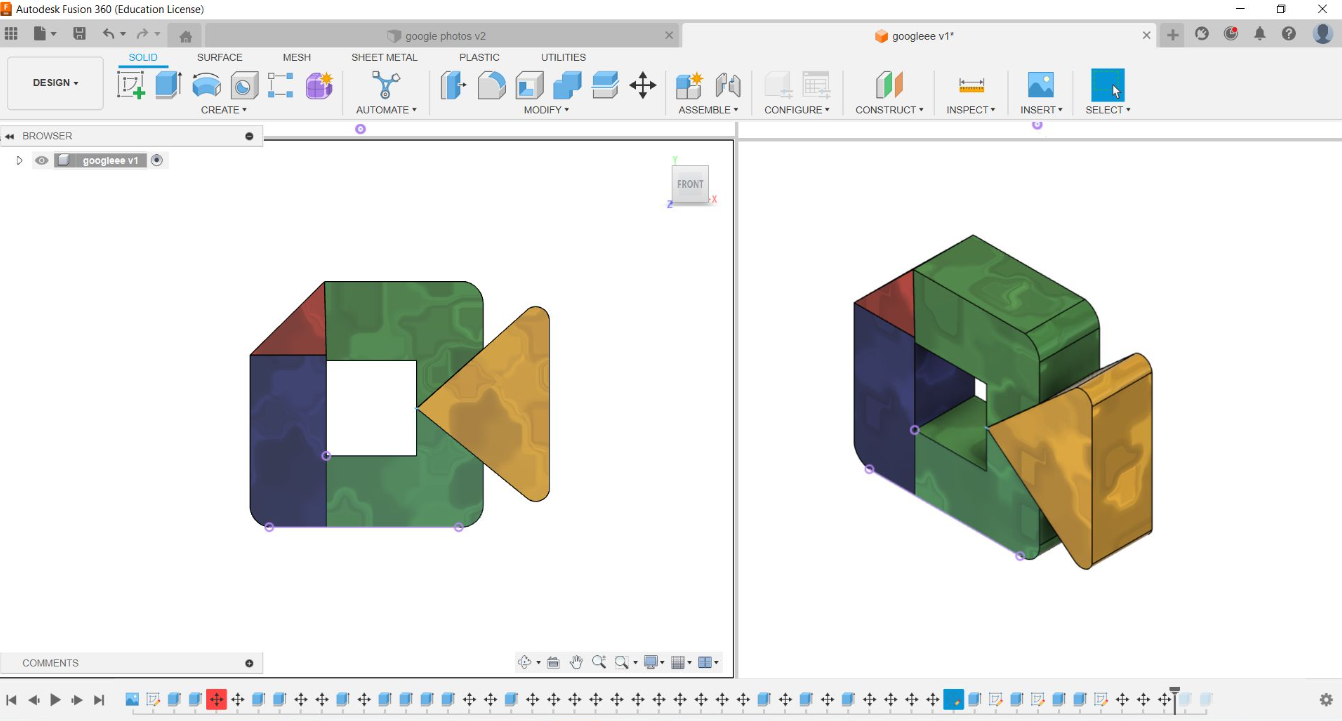 Autodesk Fusion 360 (Education License)
google photos v2
googleee v1*
SOLID SURFACE MESH SHEET METAL PLASTIC UTILITIES
DESIGN
CREATE AUTOMATE MODIFY ASSEMBLE CONFIGURE CONSTRUCT INSPECT INSERT SELECT
BROWSER
googleee v1
Y
FRONT
Z
X
COMMENTS